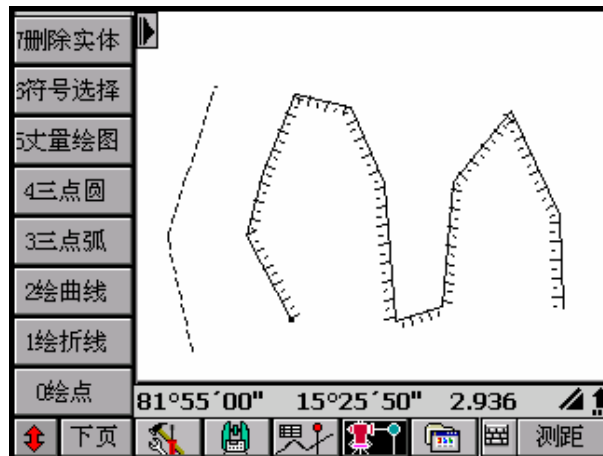 7删除实体
6符号选择
5丈量绘图
4三点圆
3三点弧
2绘曲线
1绘折线
0绘点
81°55′00" 15°25′50" 2.936
下页 测距